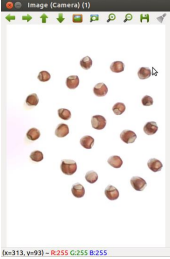 Image (Camera) (1)
(x=313, y=93) ~ R:255 G:255 B:255